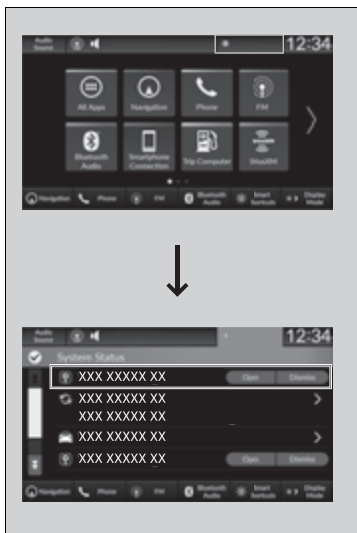 Audio Source 12:34
All Apps Navigation Phone FM
Bluetooth Audio Smartphone Connection Trip Computer SiriusXM
Navigation Phone FM Bluetooth Audio Smart Shortcuts Display Mode
Audio Source 12:34
System Status
XXX XXXXX XX Open Dismiss
XXX XXXXX XX
XXX XXXXX XX
XXX XXXXX XX
XXX XXXXX XX Open Dismiss
Navigation Phone FM Bluetooth Audio Smart Shortcuts Display Mode